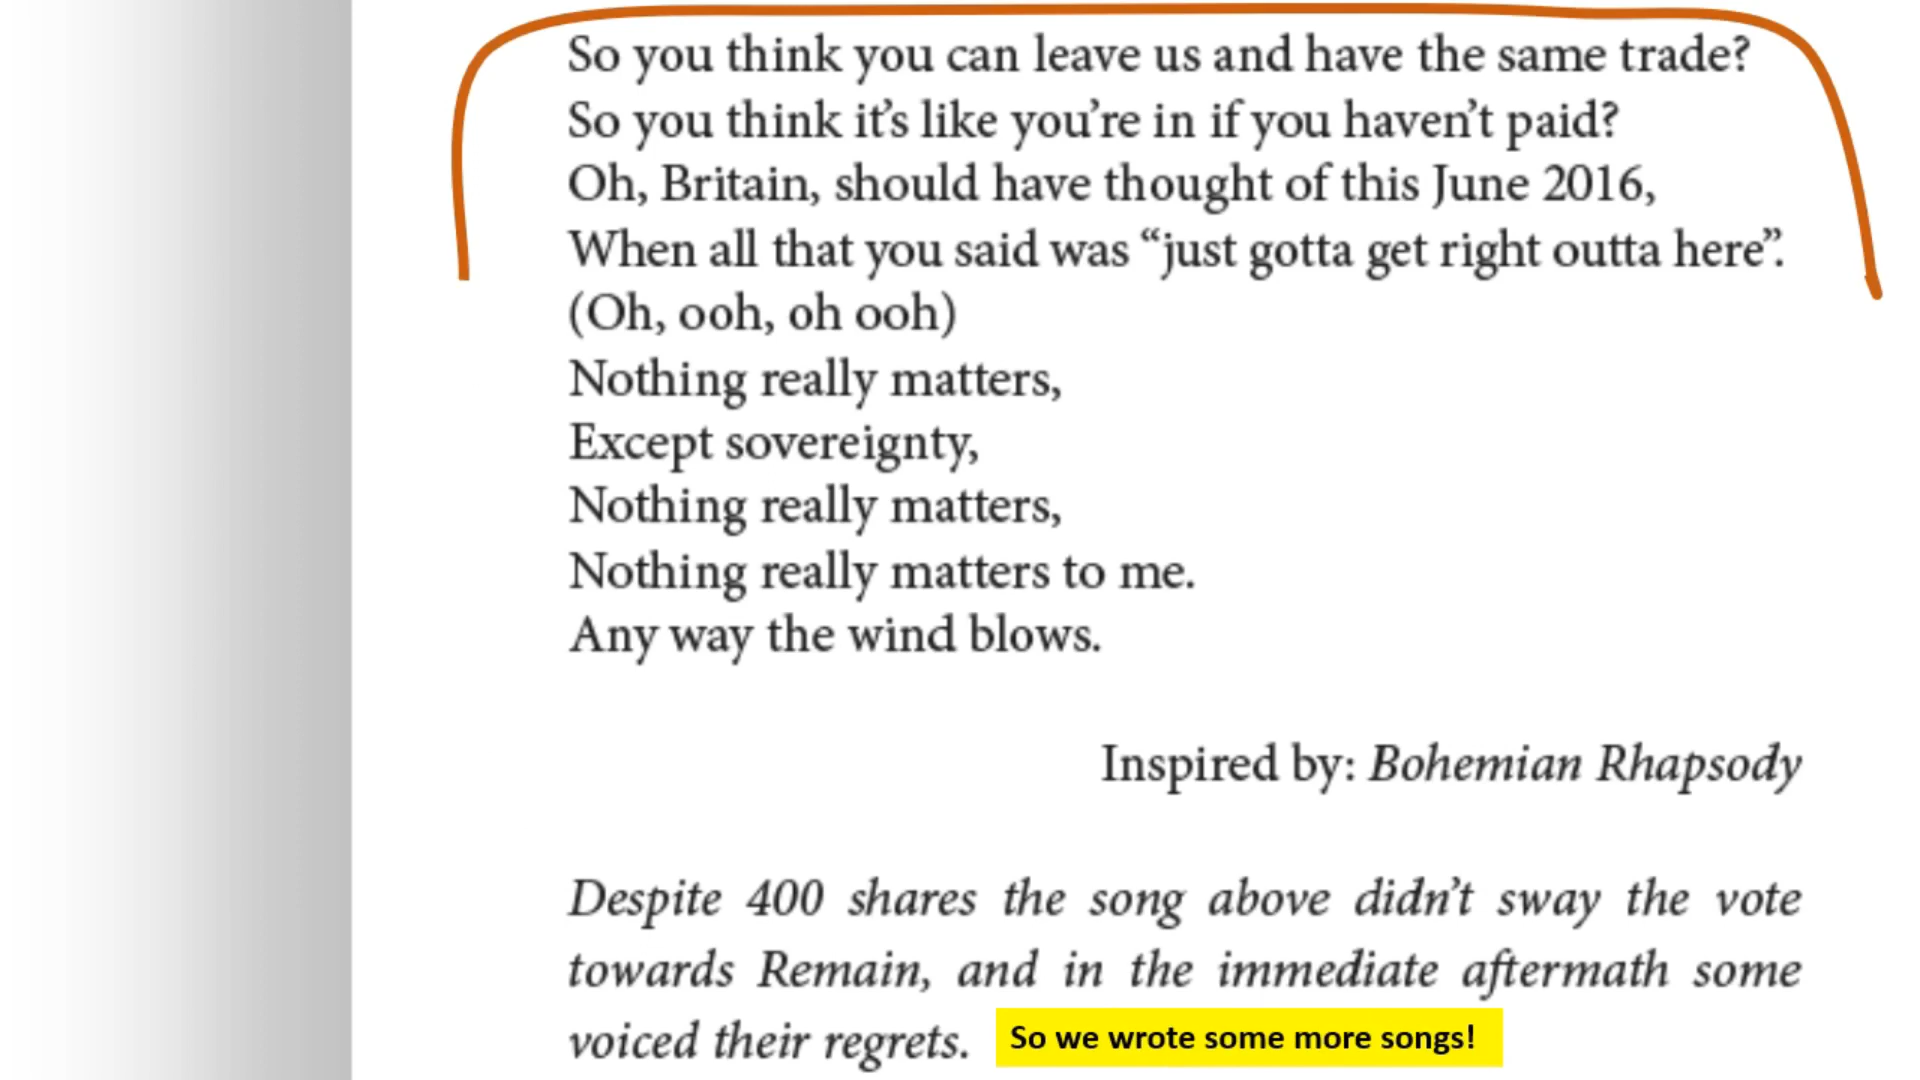 So you think you can leave us and have the same trade?
So you think it's like you're in if you haven't paid?
Oh, Britain, should have thought of this June 2016,
When all that you said was “just gotta get right outta here”.
(Oh, ooh, oh ooh)
Nothing really matters,
Except sovereignty,
Nothing really matters,
Nothing really matters to me.
Any way the wind blows.
Inspired by: Bohemian Rhapsody
Despite 400 shares the song above didn't sway the vote
towards Remain, and in the immediate aftermath some
voiced their regrets. So we wrote some more songs!